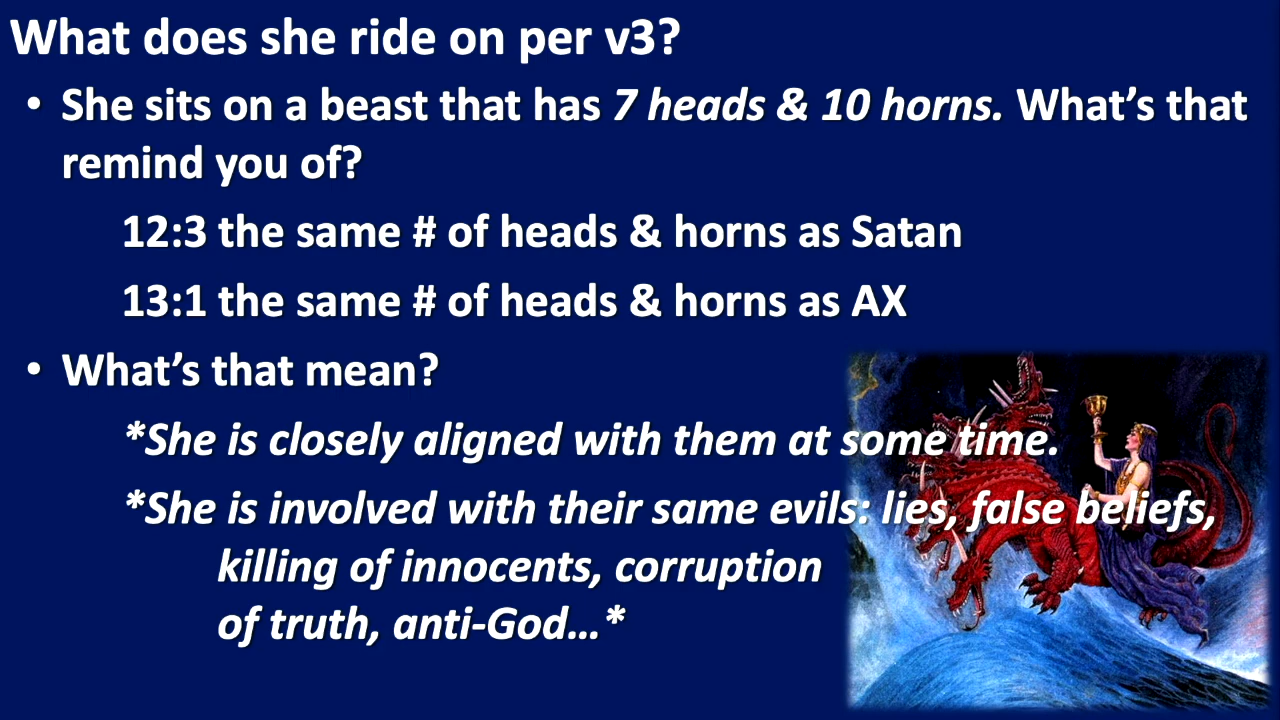 What does she ride on per v3?
• She sits on a beast that has 7 heads & 10 horns. What’s that
remind you of?
12:3 the same # of heads & horns as Satan
13:1 the same # of heads & horns as AX
• What’s that mean?
*She is closely aligned with them at some time.
*She is involved with their same evils: lies, false beliefs,
killing of innocents, corruption
of truth, anti-God…*